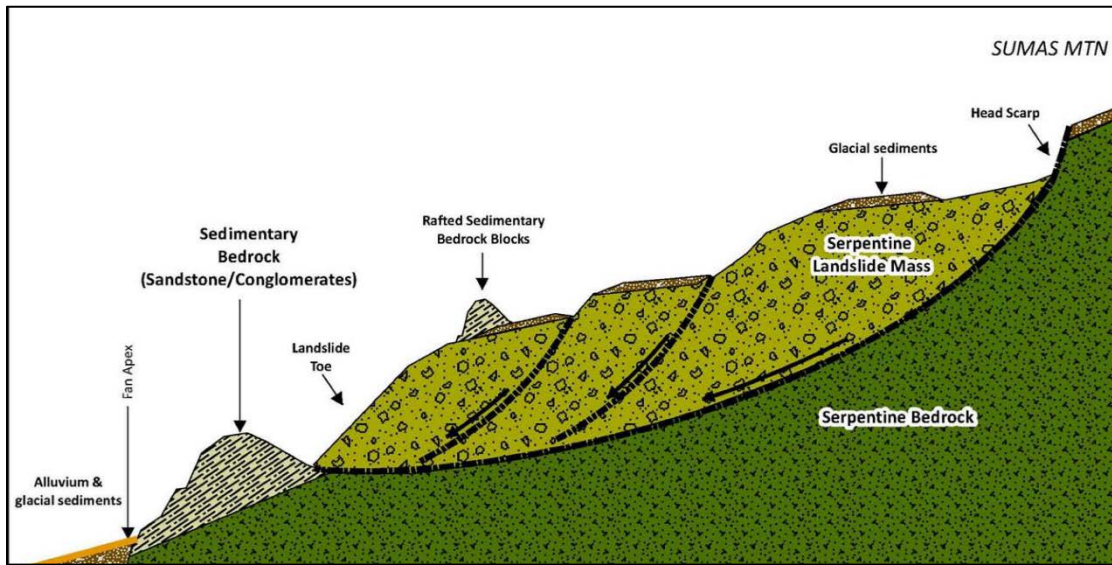 SUMAS MTN
Head Scarp
Glacial sediments
Rafted Sedimentary
Bedrock Blocks
Sedimentary
Bedrock
(Sandstone/Conglomerates)
Serpentine
Landslide Mass
Landslide
Toe
Fan Apex
Serpentine Bedrock
Alluvium &
glacial sediments